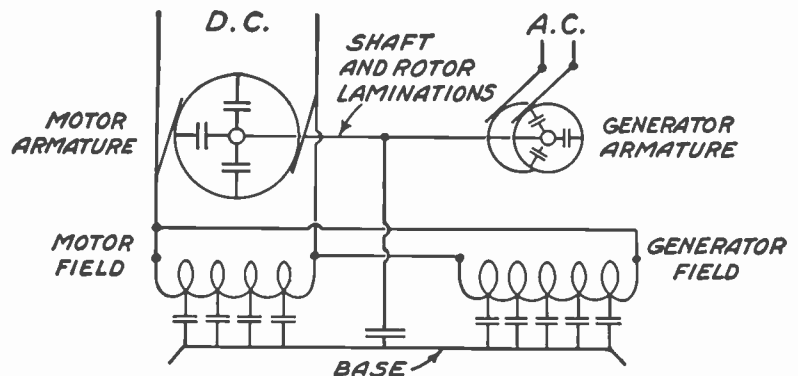 D.C.
A.C.
SHAFT
AND ROTOR
LAMINATIONS
MOTOR
ARMATURE
GENERATOR
ARMATURE
MOTOR
FIELD
GENERATOR
FIELD
BASE